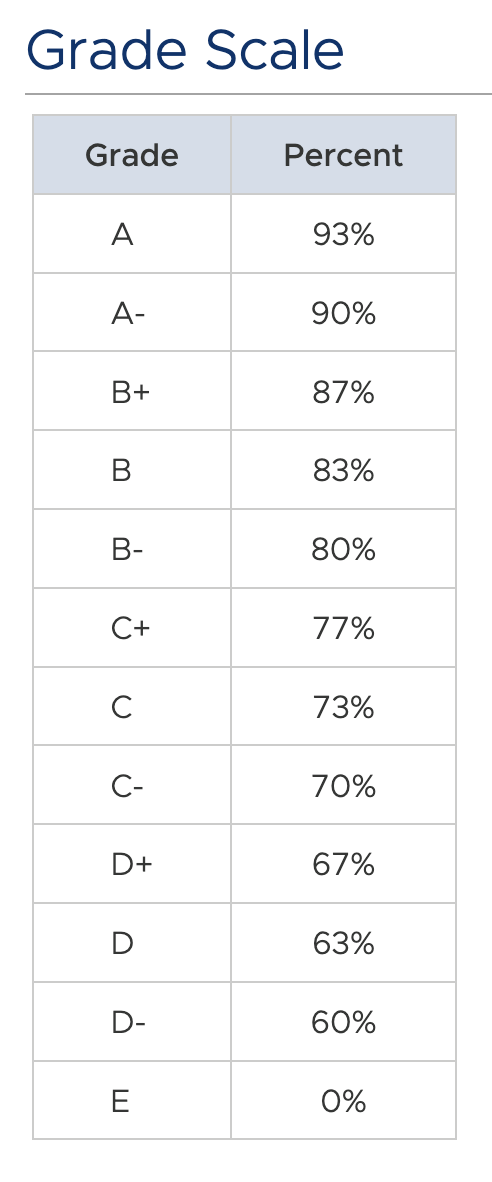 Grade Scale
Grade Percent
A 93%
A- 90%
B+ 87%
B 83%
B- 80%
C+ 77%
C 73%
C- 70%
D+ 67%
D 63%
D- 60%
E 0%